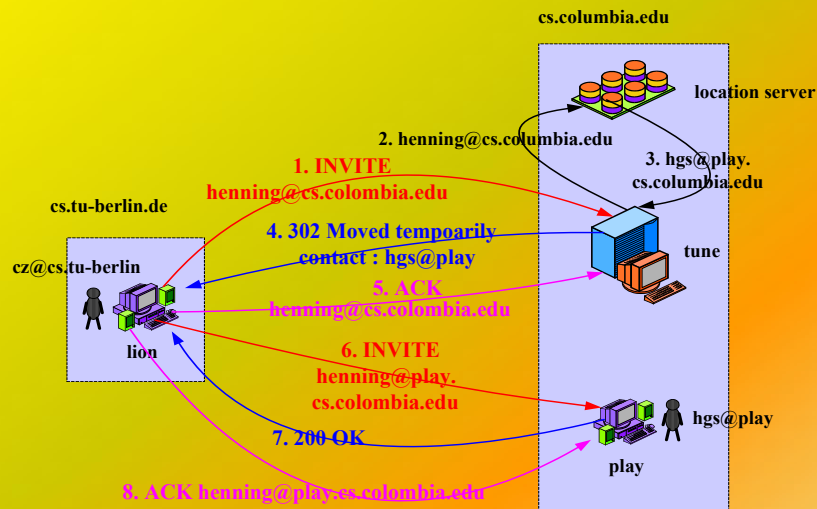 cs.columbia.edu
location server
2. henning@cs.columbia.edu
3. hgs@play.
cs.columbia.edu
1. INVITE
henning@cs.colombia.edu
cs.tu-berlin.de
4. 302 Moved tempoarily
contact : hgs@play
tune
cz@cs.tu-berlin
5. ACK
henning@cs.colombia.edu
lion
6. INVITE
henning@play.
cs.colombia.edu
hgs@play
7. 200 OK
play
8. ACK henning@play.cs.colombia.edu